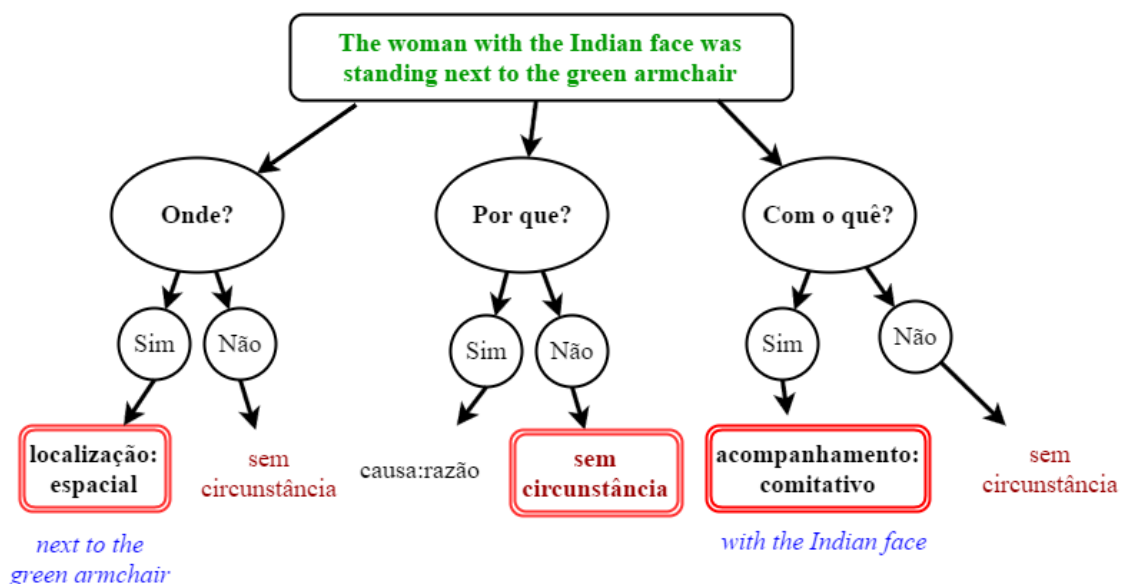 The woman with the Indian face was
standing next to the green armchair
Onde?
Por que?
Com o quê?
Sim
Não
Sim
Não
Sim
Não
localização:
espacial
sem
circunstância
causa:razão
sem
circunstância
acompanhamento:
comitativo
sem
circunstância
next to the
green armchair
with the Indian face